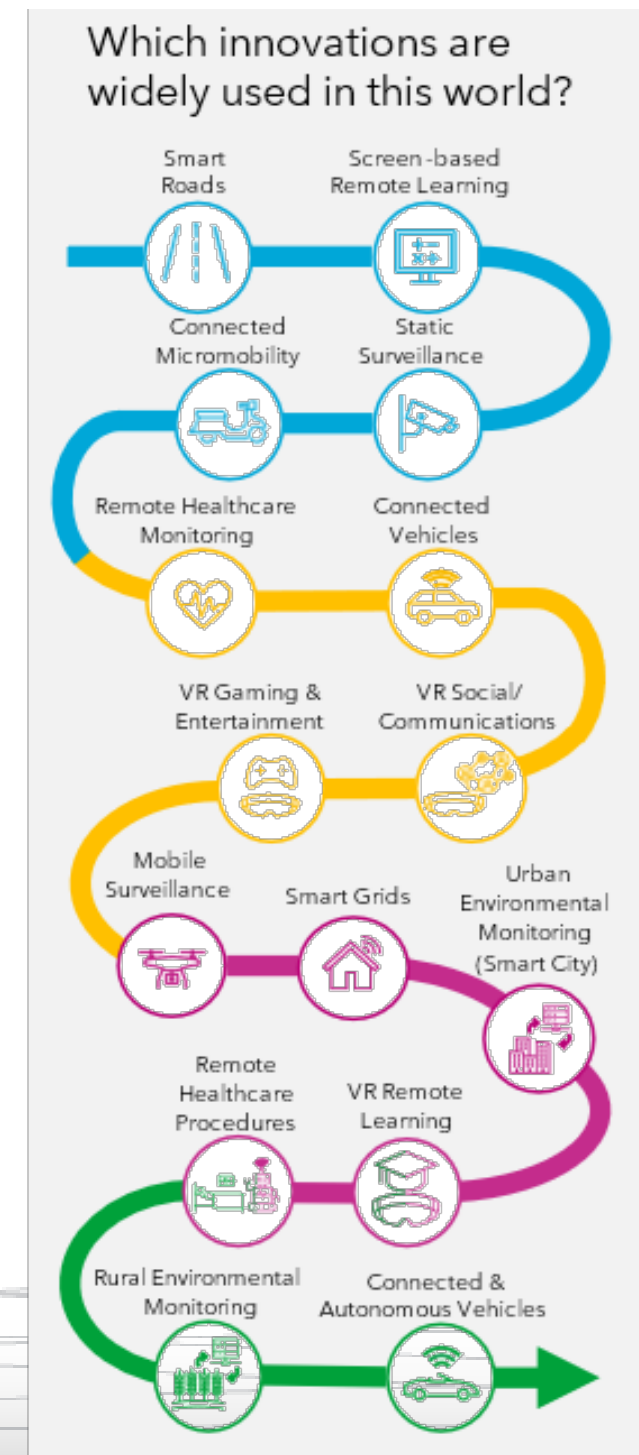 Which innovations are
widely used in this world?
Smart
Roads
Screen-based
Remote Learning
Connected
Micromobility
Static
Surveillance
Remote Healthcare
Monitoring
Connected
Vehicles
VR Gaming &
Entertainment
VR Social/
Communications
Mobile
Surveillance
Smart Grids
Urban
Environmental
Monitoring
(Smart City)
Remote
Healthcare
Procedures
VR Remote
Learning
Rural Environmental
Monitoring
Connected &
Autonomous Vehicles